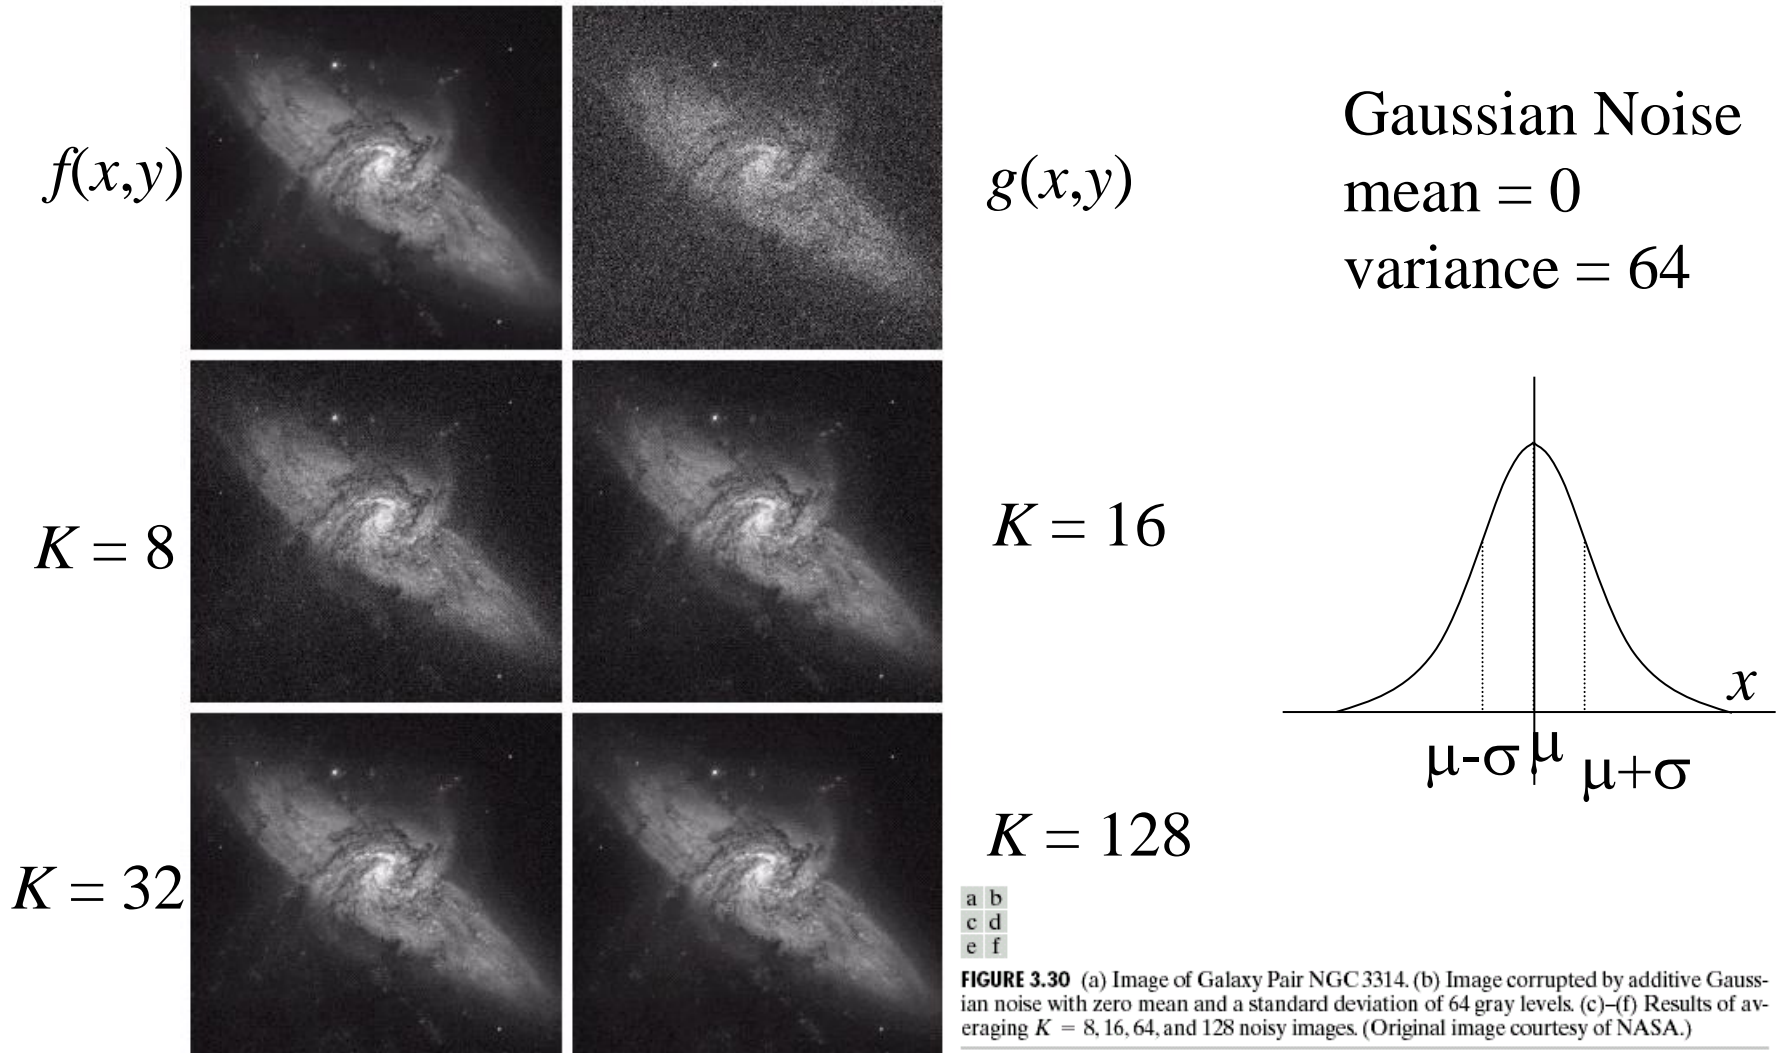 f(x,y)
g(x,y)
Gaussian Noise
mean = 0
variance = 64
K = 8
K = 16
x
μ-σ μ μ+σ
K = 32
K = 128
a b
c d
e f
FIGURE 3.30 (a) Image of Galaxy Pair NGC 3314. (b) Image corrupted by additive Gauss-
ian noise with zero mean and a standard deviation of 64 gray levels. (c)–(f) Results of av-
eraging K = 8, 16, 64, and 128 noisy images. (Original image courtesy of NASA.)